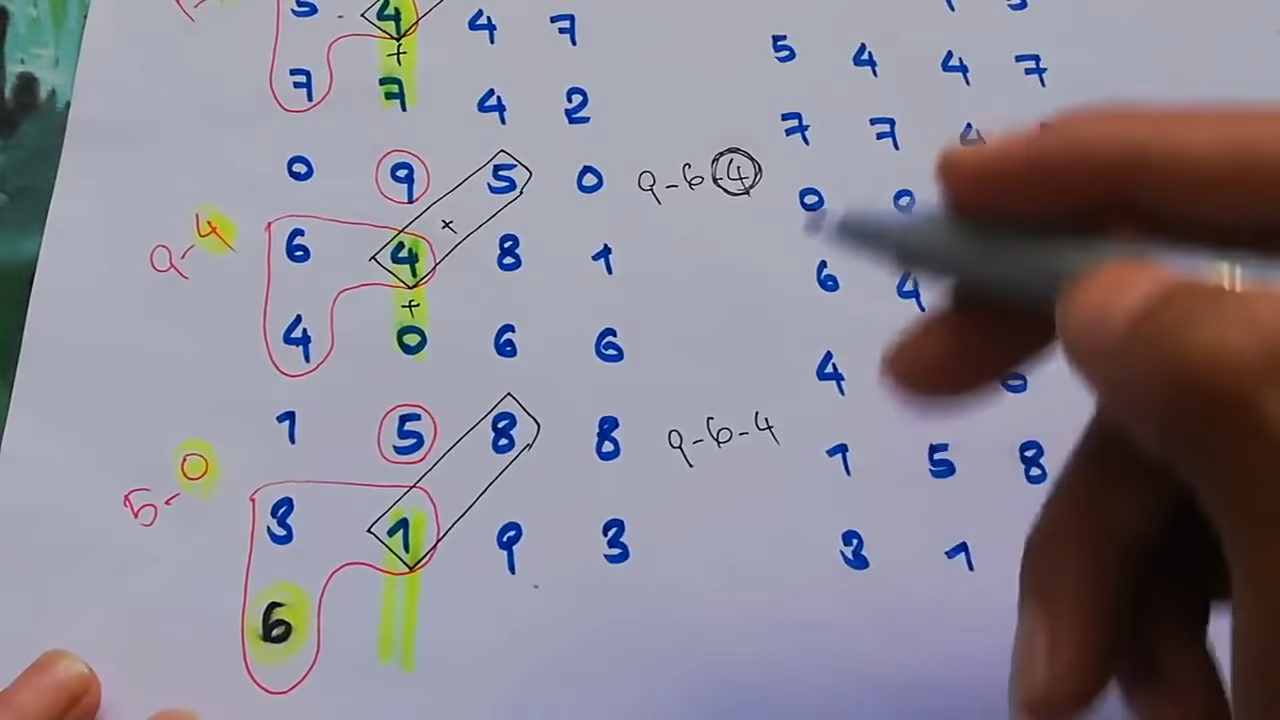 5 4 4 7
5 4 4 7
+
7 7 4 2
7 7
0 9 5 0 9-6-4
0
+
9-4 6 4 8 1
6 4
+
4 0 6 6
4
1 5 8 8 9-6-4
1 5 8
5-0 3 1 9 3
3 1
6